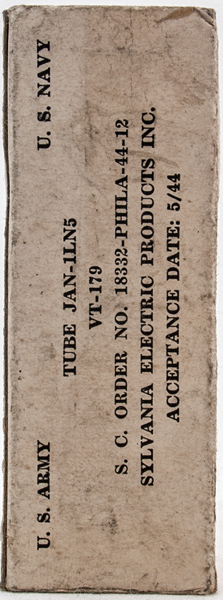 U. S. ARMY U. S. NAVY
TUBE JAN-1LN5
VT-179
S. C. ORDER NO. 18332-PHILA-44-12
SYLVANIA ELECTRIC PRODUCTS INC.
ACCEPTANCE DATE: 5/44